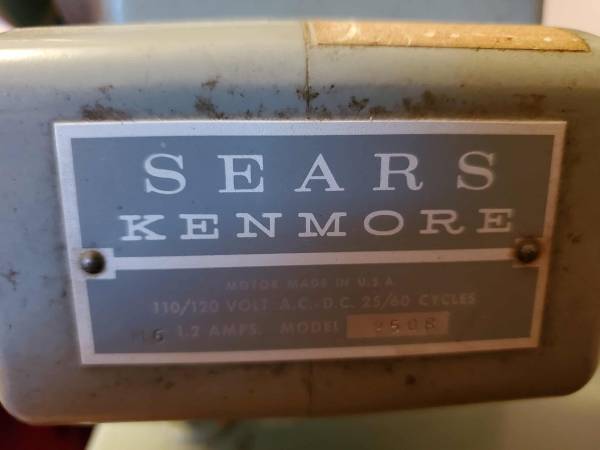 SEARS
KENMORE
MOTOR MADE IN U.S.A.
110/120 VOLT A.C.-D.C. 25/60 CYCLES
1.2 AMPS. MODEL